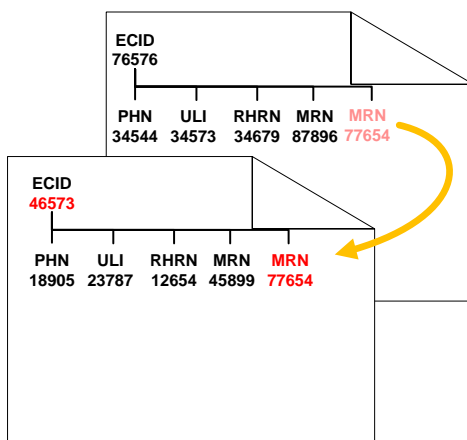 ECID
76576
PHN ULI RHRN MRN MRN
34544 34573 34679 87896 77654
ECID
46573
PHN ULI RHRN MRN MRN
18905 23787 12654 45899 77654